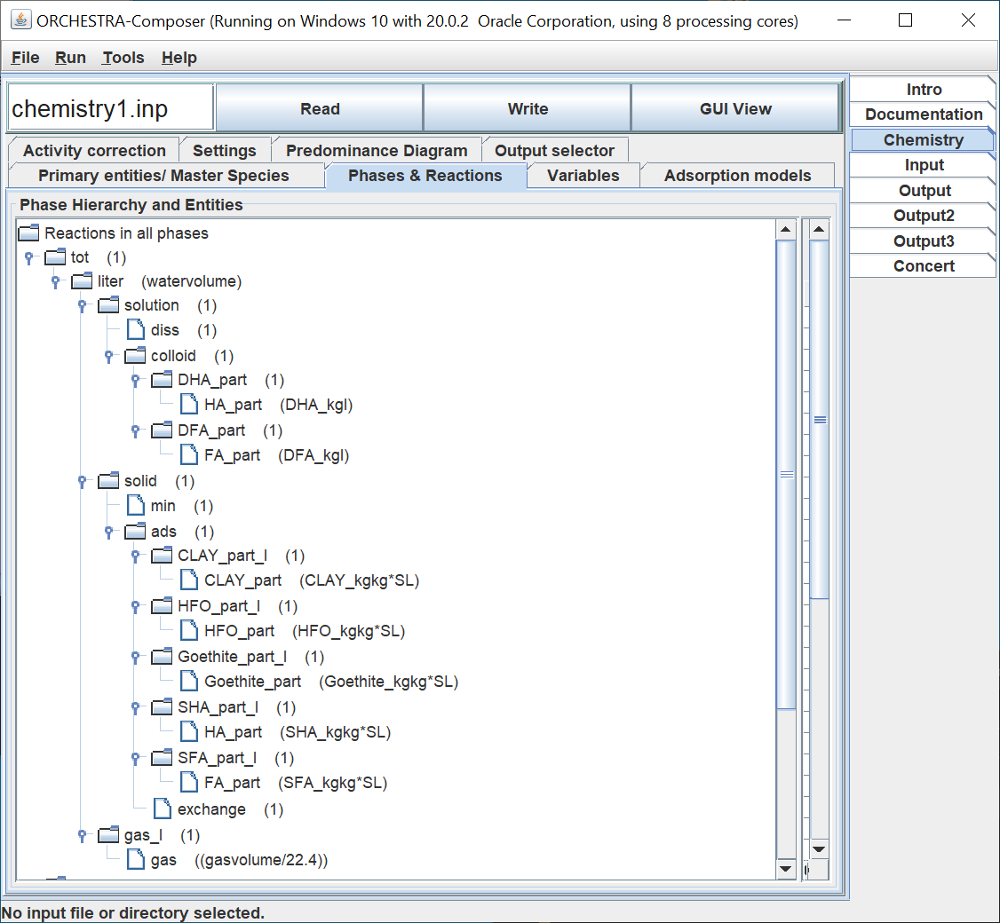 ORCHESTRA-Composer (Running on Windows 10 with 20.0.2  Oracle Corporation, using 8 processing cores)
File Run Tools Help
chemistry1.inp Read Write GUI View
Activity correction Settings Predominance Diagram Output selector
Primary entities/ Master Species Phases & Reactions Variables Adsorption models
Phase Hierarchy and Entities
Reactions in all phases
tot (1)
liter (watervolume)
solution (1)
diss (1)
colloid (1)
DHA_part (1)
HA_part (DHA_kgl)
DFA_part (1)
FA_part (DFA_kgl)
solid (1)
min (1)
ads (1)
CLAY_part_l (1)
CLAY_part (CLAY_kgkg*SL)
HFO_part_l (1)
HFO_part (HFO_kgkg*SL)
Goethite_part_l (1)
Goethite_part (Goethite_kgkg*SL)
SHA_part_l (1)
HA_part (SHA_kgkg*SL)
SFA_part_l (1)
FA_part (SFA_kgkg*SL)
exchange (1)
gas_l (1)
gas ((gasvolume/22.4))
Intro
Documentation
Chemistry
Input
Output
Output2
Output3
Concert
No input file or directory selected.